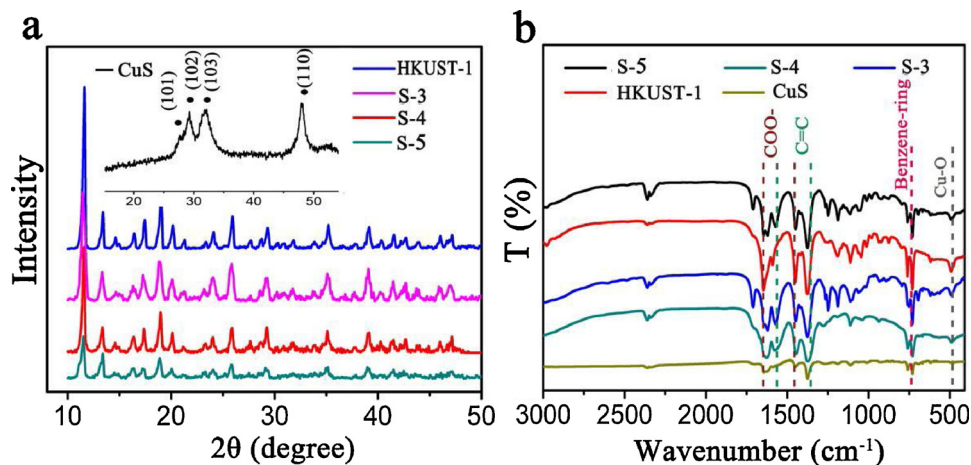 a
CuS
(101)
(102)
(103)
(110)
15 20 30 40 50
HKUST-1
S-3
S-4
S-5
Intensity
10 20 30 40 50
2θ (degree)
b
S-5 S-4 S-3
HKUST-1 CuS
COO-
C=C
Benzene-ring
Cu-O
T (%)
3000 2500 2000 1500 1000 500
Wavenumber (cm⁻¹)